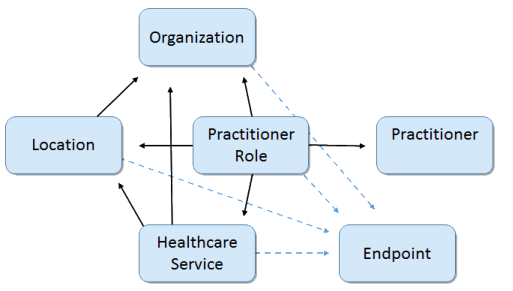 Organization
Location
Practitioner
Role
Practitioner
Healthcare
Service
Endpoint